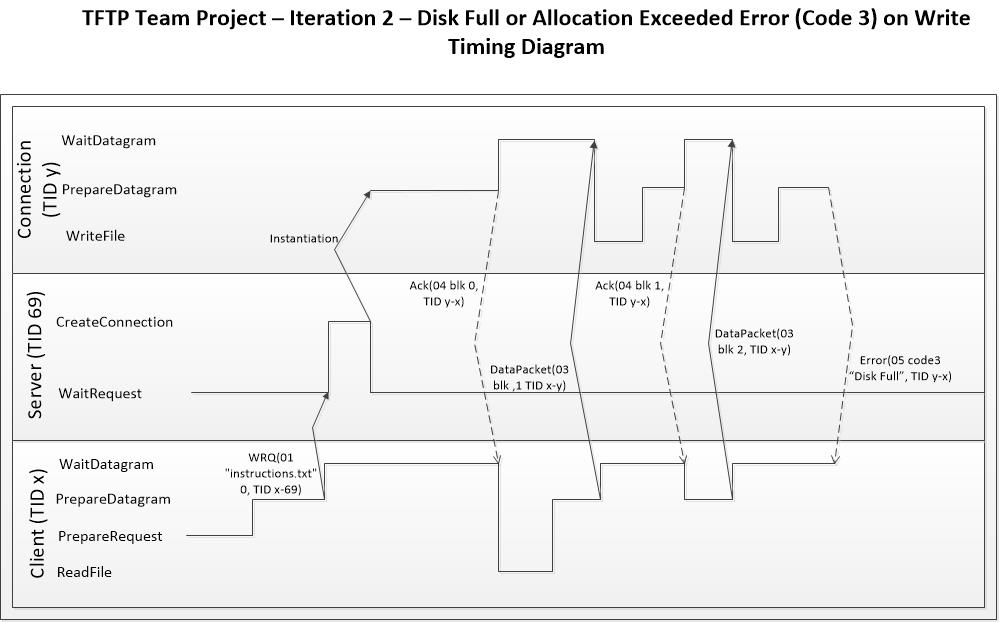 TFTP Team Project – Iteration 2 – Disk Full or Allocation Exceeded Error (Code 3) on Write
Timing Diagram
Connection
(TID y)
WaitDatagram
PrepareDatagram
WriteFile
Instantiation
Ack(04 blk 0,
TID y-x)
Ack(04 blk 1,
TID y-x)
Server (TID 69)
CreateConnection
WaitRequest
DataPacket(03
blk ,1 TID x-y)
DataPacket(03
blk 2, TID x-y)
Error(05 code3
“Disk Full”, TID y-x)
Client (TID x)
WaitDatagram
PrepareDatagram
PrepareRequest
ReadFile
WRQ(01
"instructions.txt"
0, TID x-69)